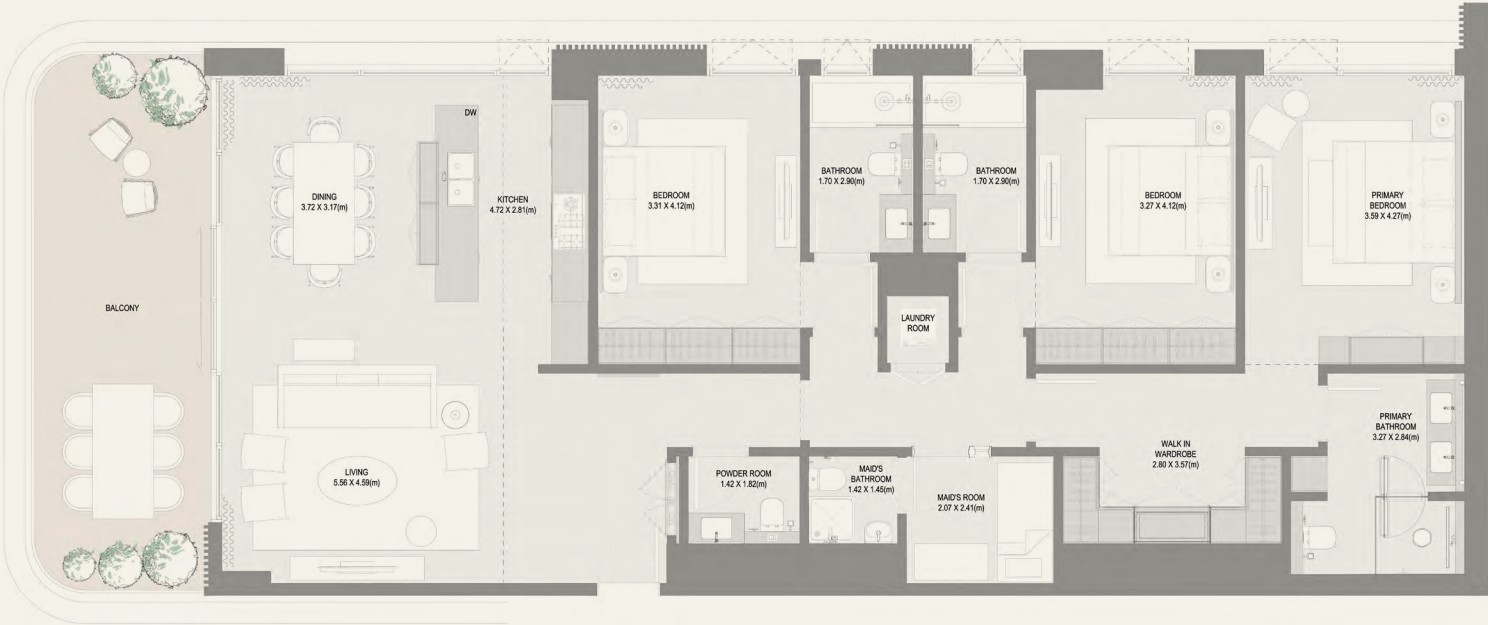 DW
DINING
3.72 X 3.17(m)
KITCHEN
4.72 X 2.81(m)
BEDROOM
3.31 X 4.12(m)
BATHROOM
1.70 X 2.90(m)
BATHROOM
1.70 X 2.90(m)
BEDROOM
3.27 X 4.12(m)
PRIMARY
BEDROOM
3.59 X 4.27(m)
BALCONY
LAUNDRY
ROOM
LIVING
5.56 X 4.59(m)
POWDER ROOM
1.42 X 1.82(m)
MAID'S
BATHROOM
1.42 X 1.45(m)
MAID'S ROOM
2.07 X 2.41(m)
WALK IN
WARDROBE
2.80 X 3.57(m)
PRIMARY
BATHROOM
3.27 X 2.84(m)